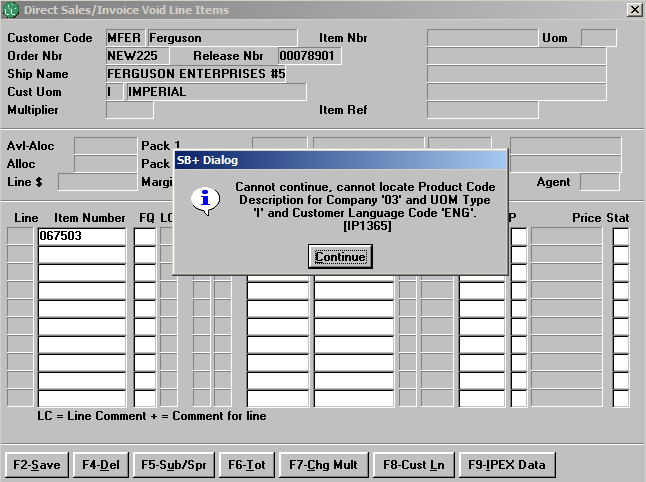 Direct Sales/Invoice Void Line Items
Customer Code MFER Ferguson Item Nbr Uom
Order Nbr NEW225 Release Nbr 00078901
Ship Name FERGUSON ENTERPRISES #5
Cust Uom I IMPERIAL
Multiplier Item Ref
Avl-Aloc Pack 1
Alloc Pack
Line $ Margi Agent
SB+ Dialog
Cannot continue, cannot locate Product Code
Description for Company '03' and UOM Type
'I' and Customer Language Code 'ENG'.
[IP1365]
Continue
Line Item Number FQ LC P Price Stat
067503
LC = Line Comment + = Comment for line
F2-Save F4-Del F5-Sub/Spr F6-Tot F7-Chg Mult F8-Cust Ln F9-IPEX Data